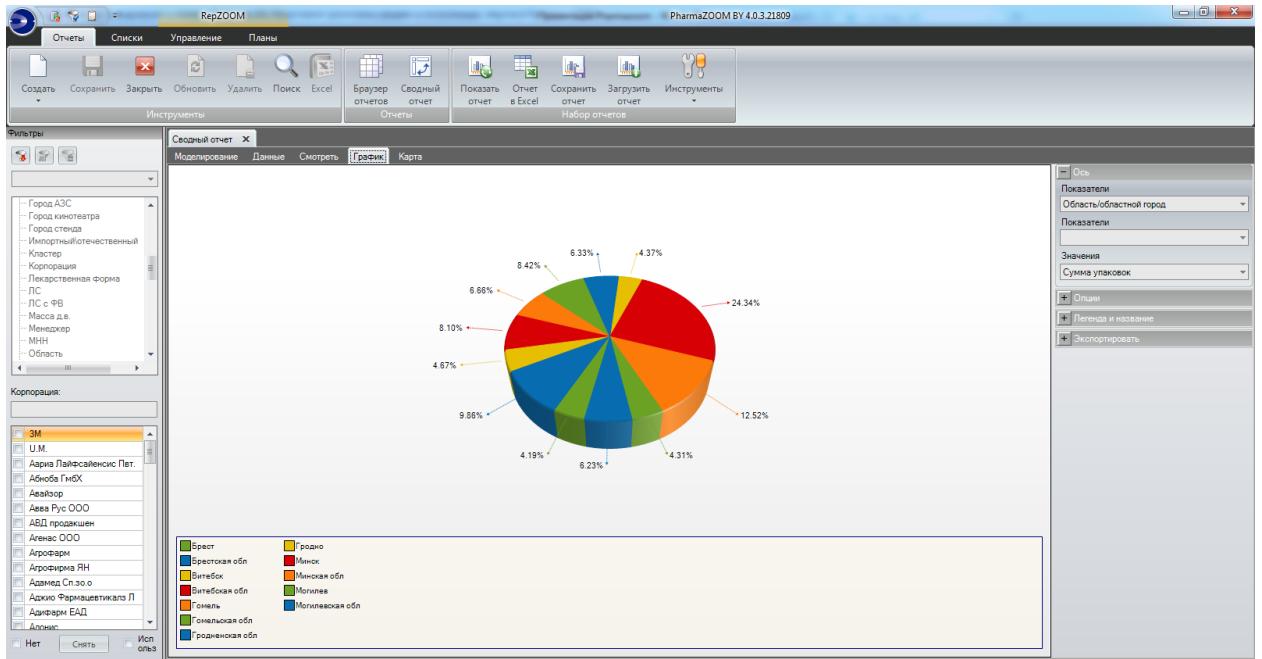 RepZOOM
PharmaZOOM BY 4.0.3.21809
Отчеты Списки Управление Планы
Создать Сохранить Закрыть Обновить Удалить Поиск Excel
Браузер отчетов
Сводный отчет
Показать отчет
Отчет в Excel
Сохранить отчет
Загрузить отчет
Инструменты
Инструменты Отчеты Набор отчетов
Фильтры
Город АЗС
Город кинотеатра
Город стенда
Импортный\отечественный
Кластер
Корпорация
Лекарственная форма
ЛС
ЛС с ФВ
Масса д.в.
Менеджер
МНН
Область
Корпорация:
3M
U.M.
Аариа Лайфсайенсис Пвт.
Абноба ГмбХ
Авайзор
Авва Рус ООО
АВД продакшен
Агенас ООО
Агрофарм
Агрофирма ЯН
Адамед Сп.зо.о
Аджио Фармацевтикалз Л
Адифарм ЕАД
Адонис
Нет Снять Исп
ольз
Сводный отчет X
Моделирование Данные Смотреть График Карта
6.33%
4.37%
8.42%
6.66%
24.34%
8.10%
4.67%
9.86%
12.52%
4.19%
6.23%
4.31%
Брест
Брестская обл
Витебск
Витебская обл
Гомель
Гомельская обл
Гродненская обл
Гродно
Минск
Минская обл
Могилев
Могилевская обл
Ось
Показатели
Область/областной город
Показатели
Значения
Сумма упаковок
Опции
Легенда и название
Экспортировать